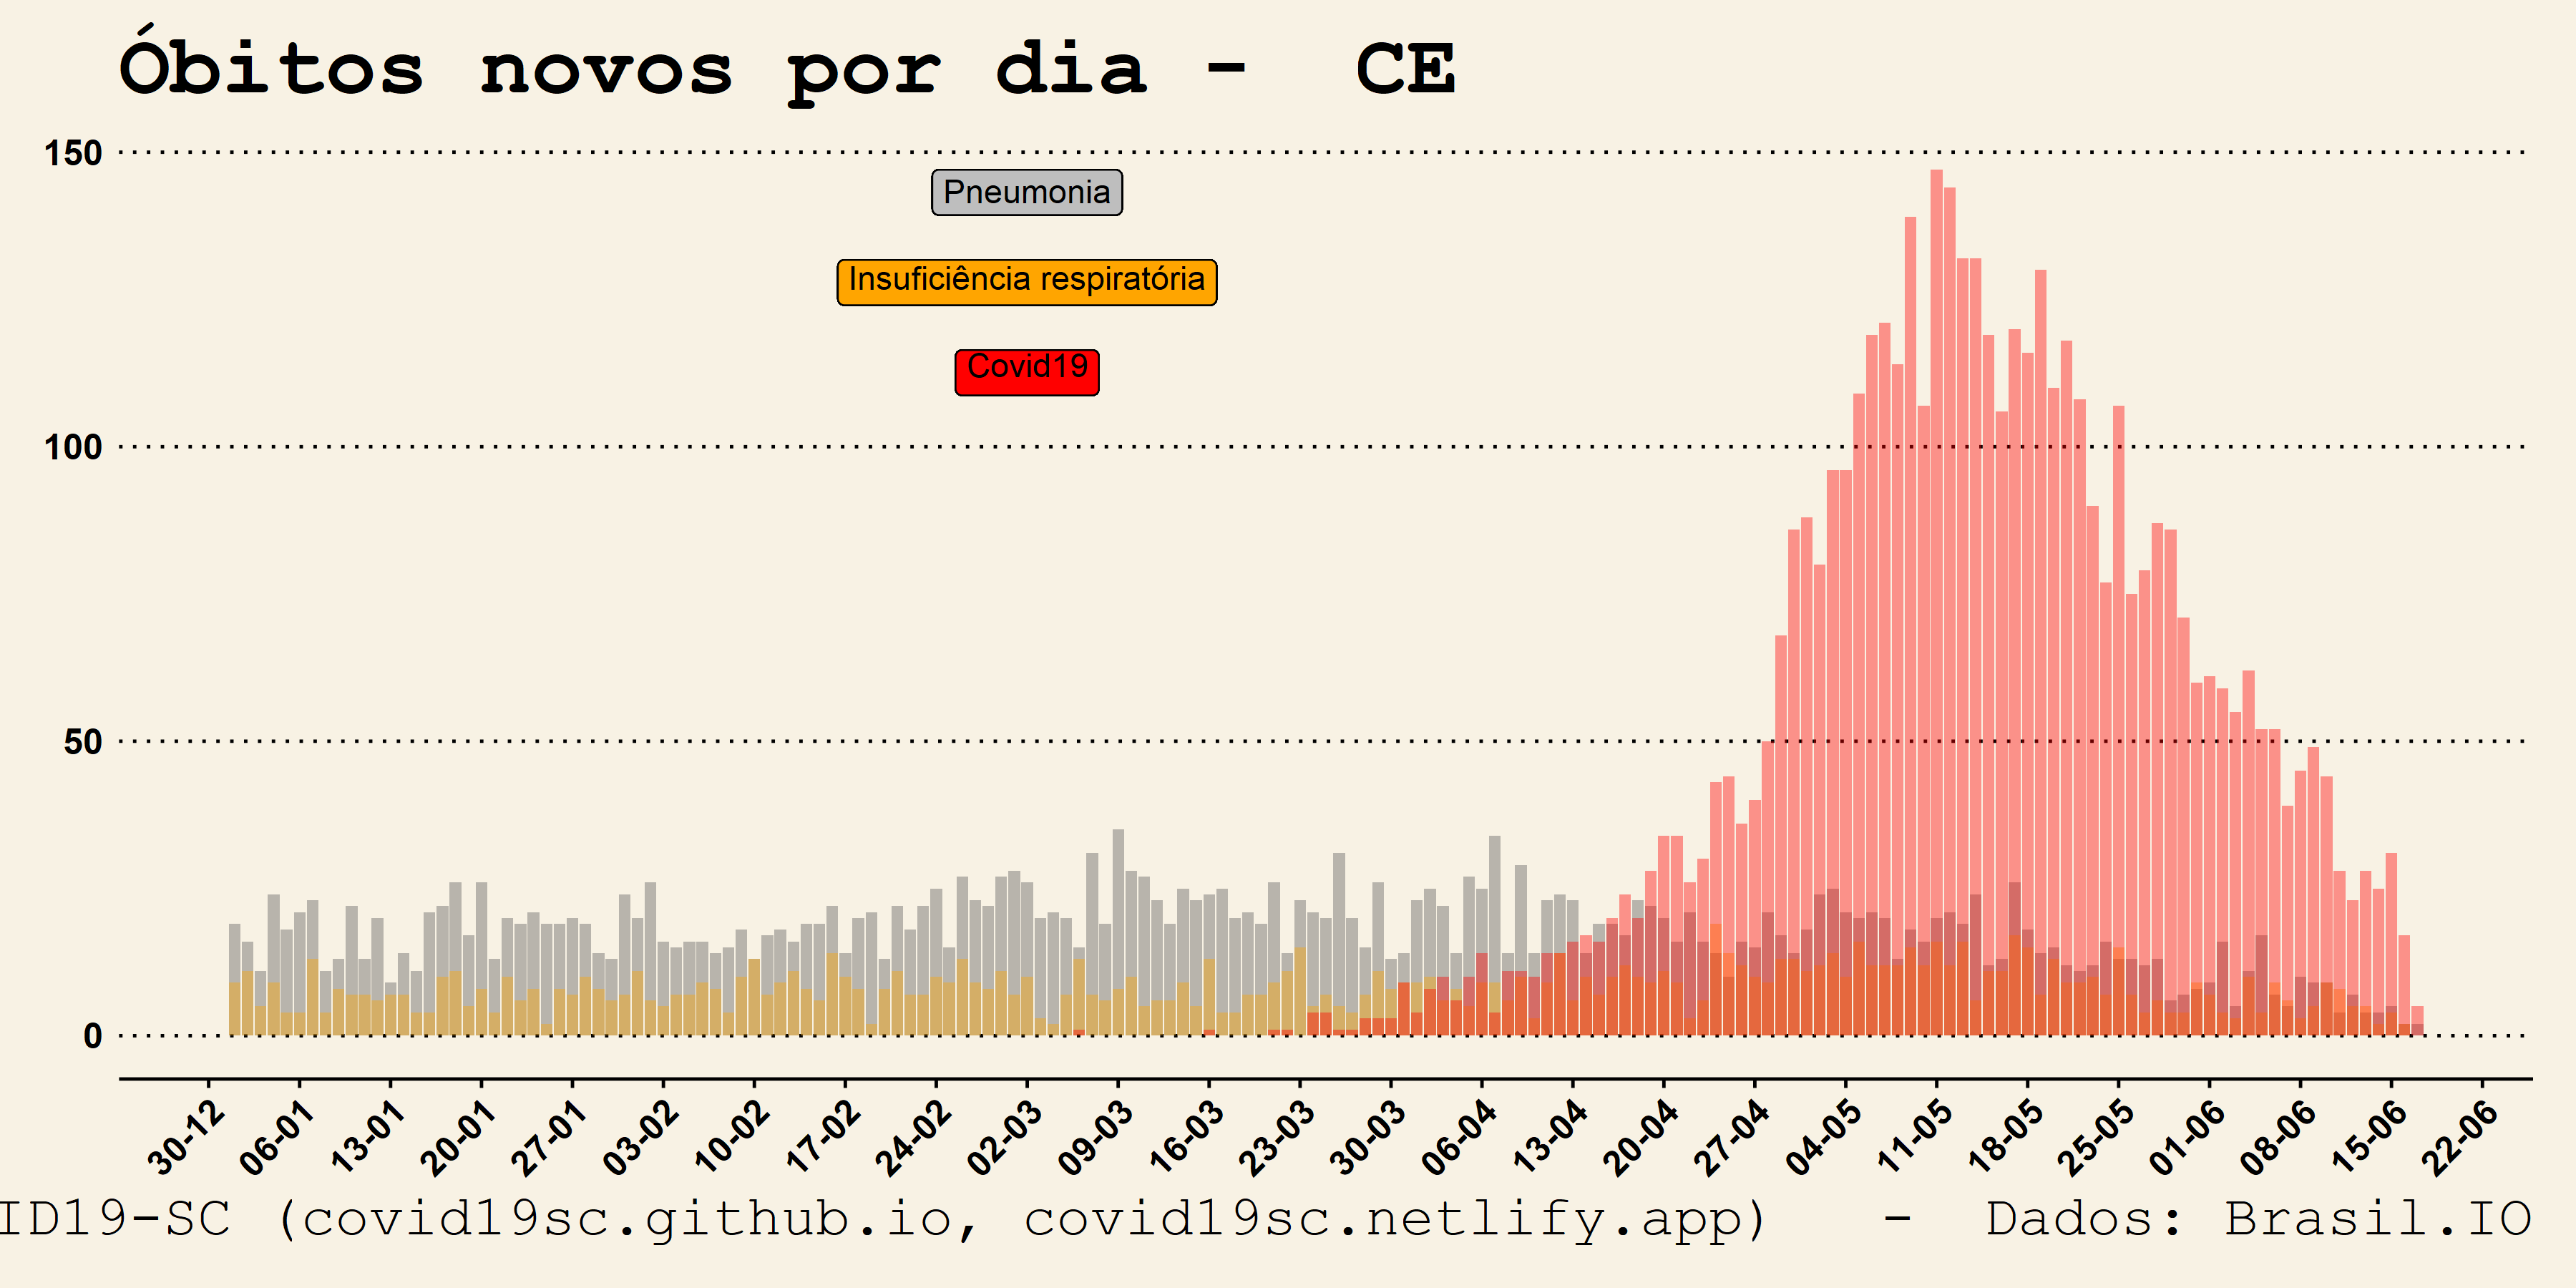 Óbitos novos por dia - CE
150
Pneumonia
Insuficiência respiratória
Covid19
100
50
0
30-12 06-01 13-01 20-01 27-01 03-02 10-02 17-02 24-02 02-03 09-03 16-03 23-03 30-03 06-04 13-04 20-04 27-04 04-05 11-05 18-05 25-05 01-06 08-06 15-06 22-06
ID19-SC (covid19sc.github.io, covid19sc.netlify.app) - Dados: Brasil.IO